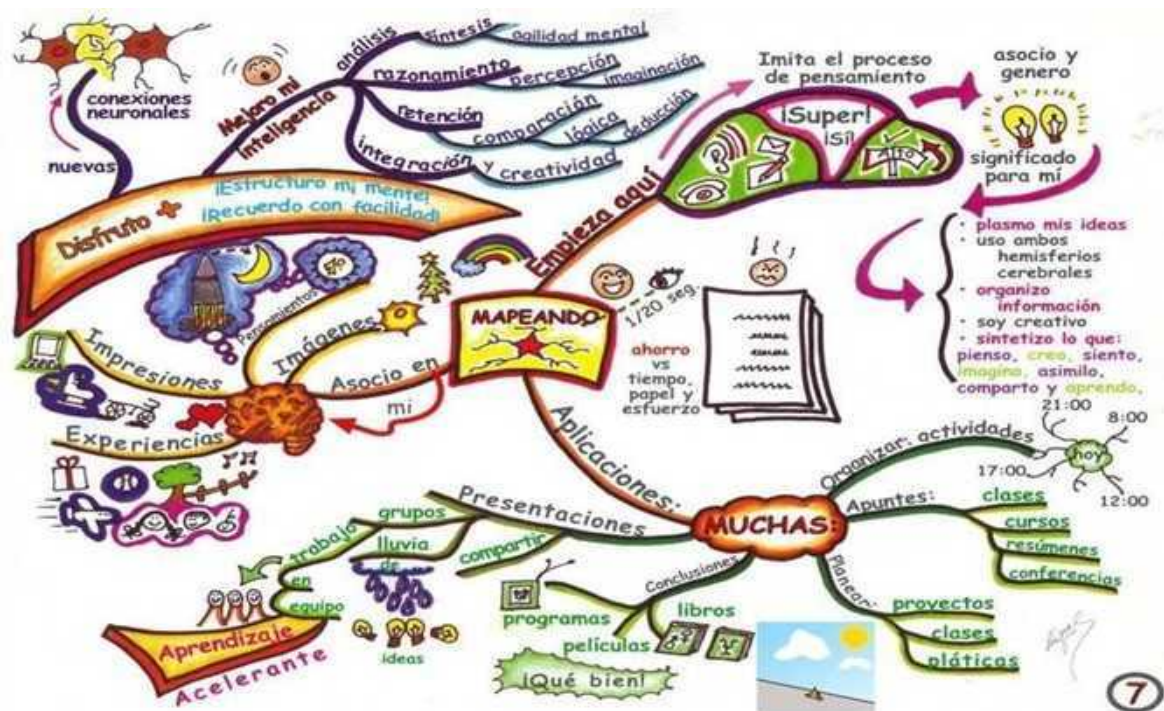 conexiones
neuronales
nuevas
Mejoro mi
inteligencia
análisis
síntesis
agilidad mental
razonamiento
percepción
imaginación
retención
comparación
lógica
deducción
integración
y creatividad
Disfruto +
¡Estructuro mi mente!
¡Recuerdo con facilidad!
Empieza aquí
Imita el proceso
de pensamiento
¡Super!
¡Sí!
Alto
asocio y
genero
significado
para mí
· plasmo mis ideas
· uso ambos
hemisferios
cerebrales
· organizo
información
· soy creativo
· sintetizo lo que:
pienso, creo, siento,
imagino, asimilo,
comparto y aprendo.
MAPEANDO
1/20 seg.
ahorro
vs
tiempo,
papel y
esfuerzo
Asocio en
mi
Pensamientos
Imágenes
Impresiones
Experiencias
Aplicaciones:
MUCHAS:
Organizar: actividades
21:00
8:00
hoy
17:00
12:00
Apuntes:
clases
cursos
resúmenes
conferencias
Planear:
proyectos
clases
pláticas
Conclusiones
programas
películas
libros
¡Qué bien!
Presentaciones
grupos
trabajo
en
equipo
lluvia
de
ideas
compartir
Aprendizaje
Acelerante
7